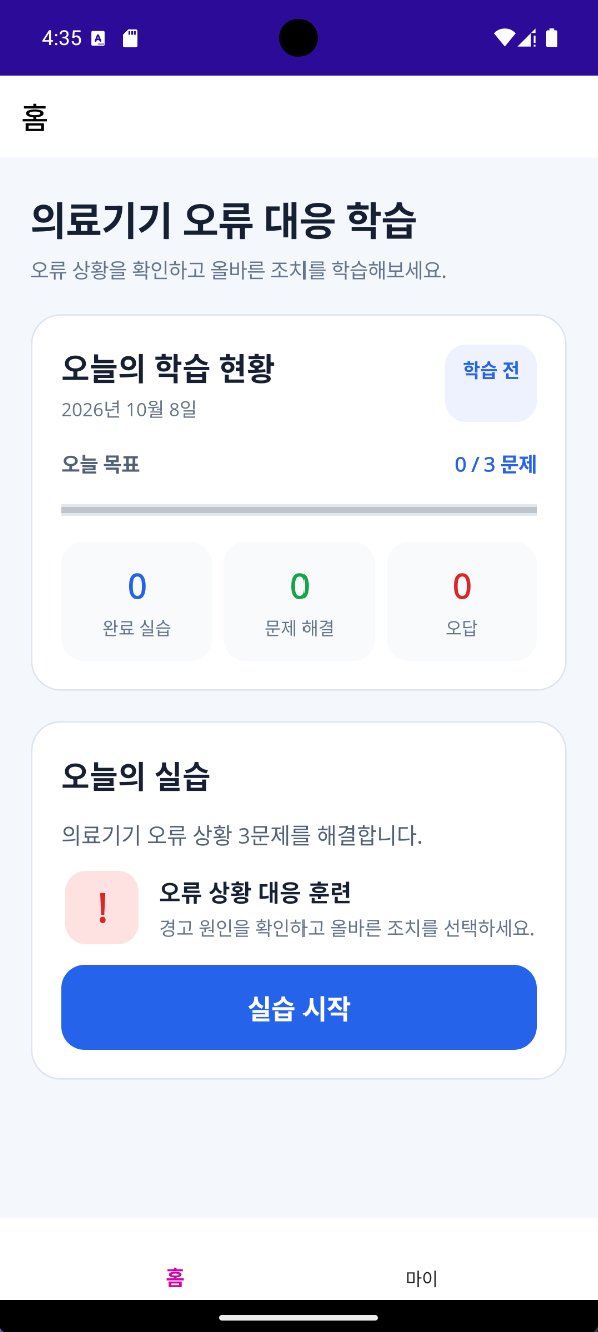 4:35
홈
의료기기 오류 대응 학습
오류 상황을 확인하고 올바른 조치를 학습해보세요.
오늘의 학습 현황
학습 전
2026년 10월 8일
오늘 목표
0 / 3 문제
0
0
0
완료 실습
문제 해결
오답
오늘의 실습
의료기기 오류 상황 3문제를 해결합니다.
!
오류 상황 대응 훈련
경고 원인을 확인하고 올바른 조치를 선택하세요.
실습 시작
홈
마이